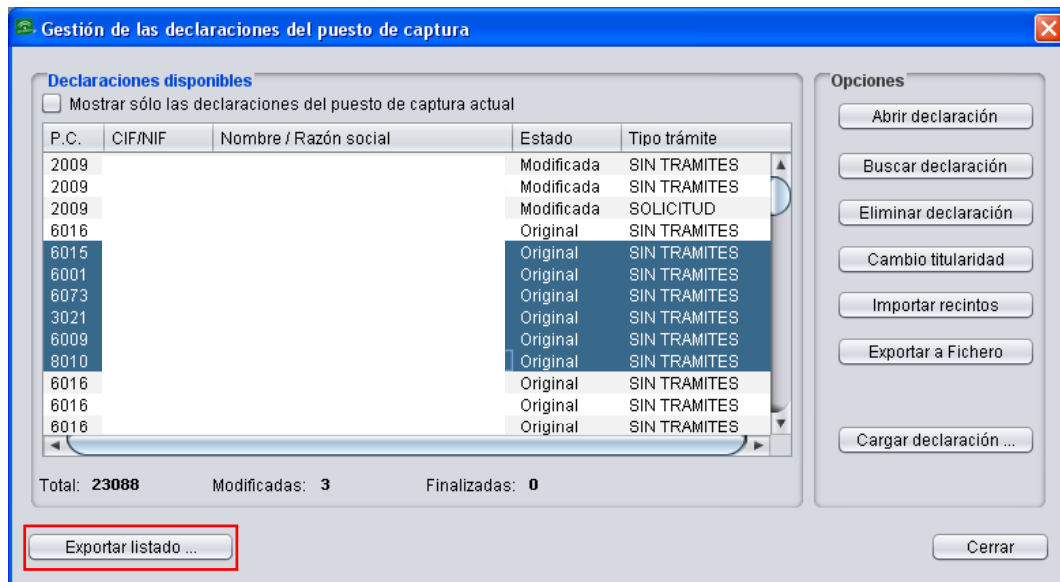 Gestión de las declaraciones del puesto de captura
Declaraciones disponibles
Mostrar sólo las declaraciones del puesto de captura actual
P.C. CIF/NIF Nombre / Razón social Estado Tipo trámite
2009 Modificada SIN TRAMITES
2009 Modificada SIN TRAMITES
2009 Modificada SOLICITUD
6016 Original SIN TRAMITES
6015 Original SIN TRAMITES
6001 Original SIN TRAMITES
6073 Original SIN TRAMITES
3021 Original SIN TRAMITES
6009 Original SIN TRAMITES
8010 Original SIN TRAMITES
6016 Original SIN TRAMITES
6016 Original SIN TRAMITES
6016 Original SIN TRAMITES
Total: 23088 Modificadas: 3 Finalizadas: 0
Opciones
Abrir declaración
Buscar declaración
Eliminar declaración
Cambio titularidad
Importar recintos
Exportar a Fichero
Cargar declaración ...
Exportar listado ...
Cerrar